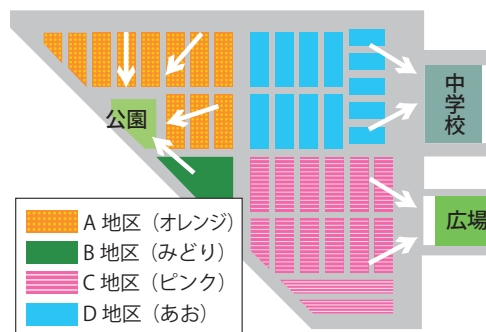 公園
中学校
広場
A 地区（オレンジ）
B 地区（みどり）
C 地区（ピンク）
D 地区（あお）